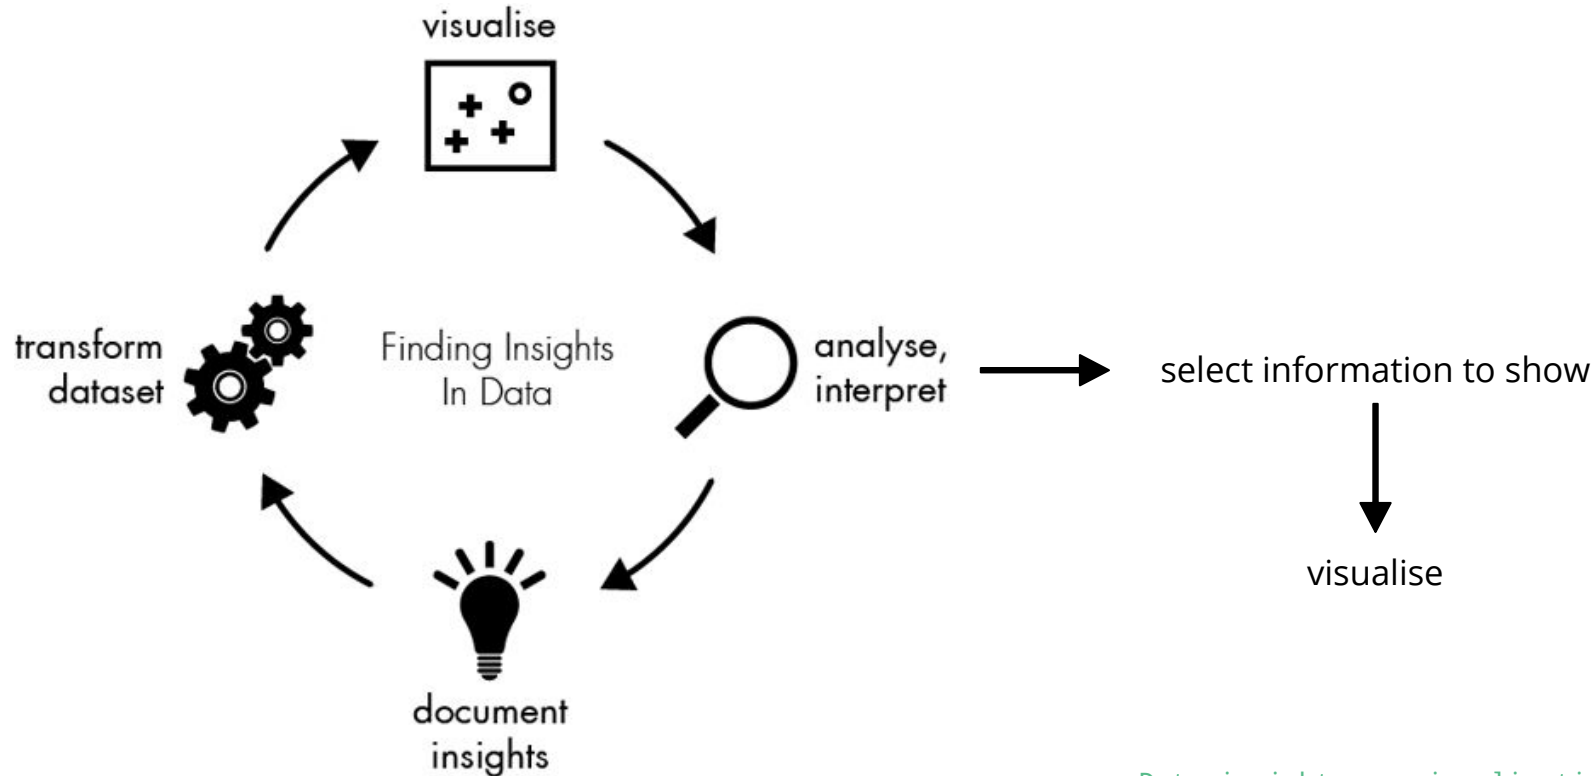 visualise
transform
dataset
Finding Insights
In Data
analyse,
interpret
select information to show
visualise
document
insights